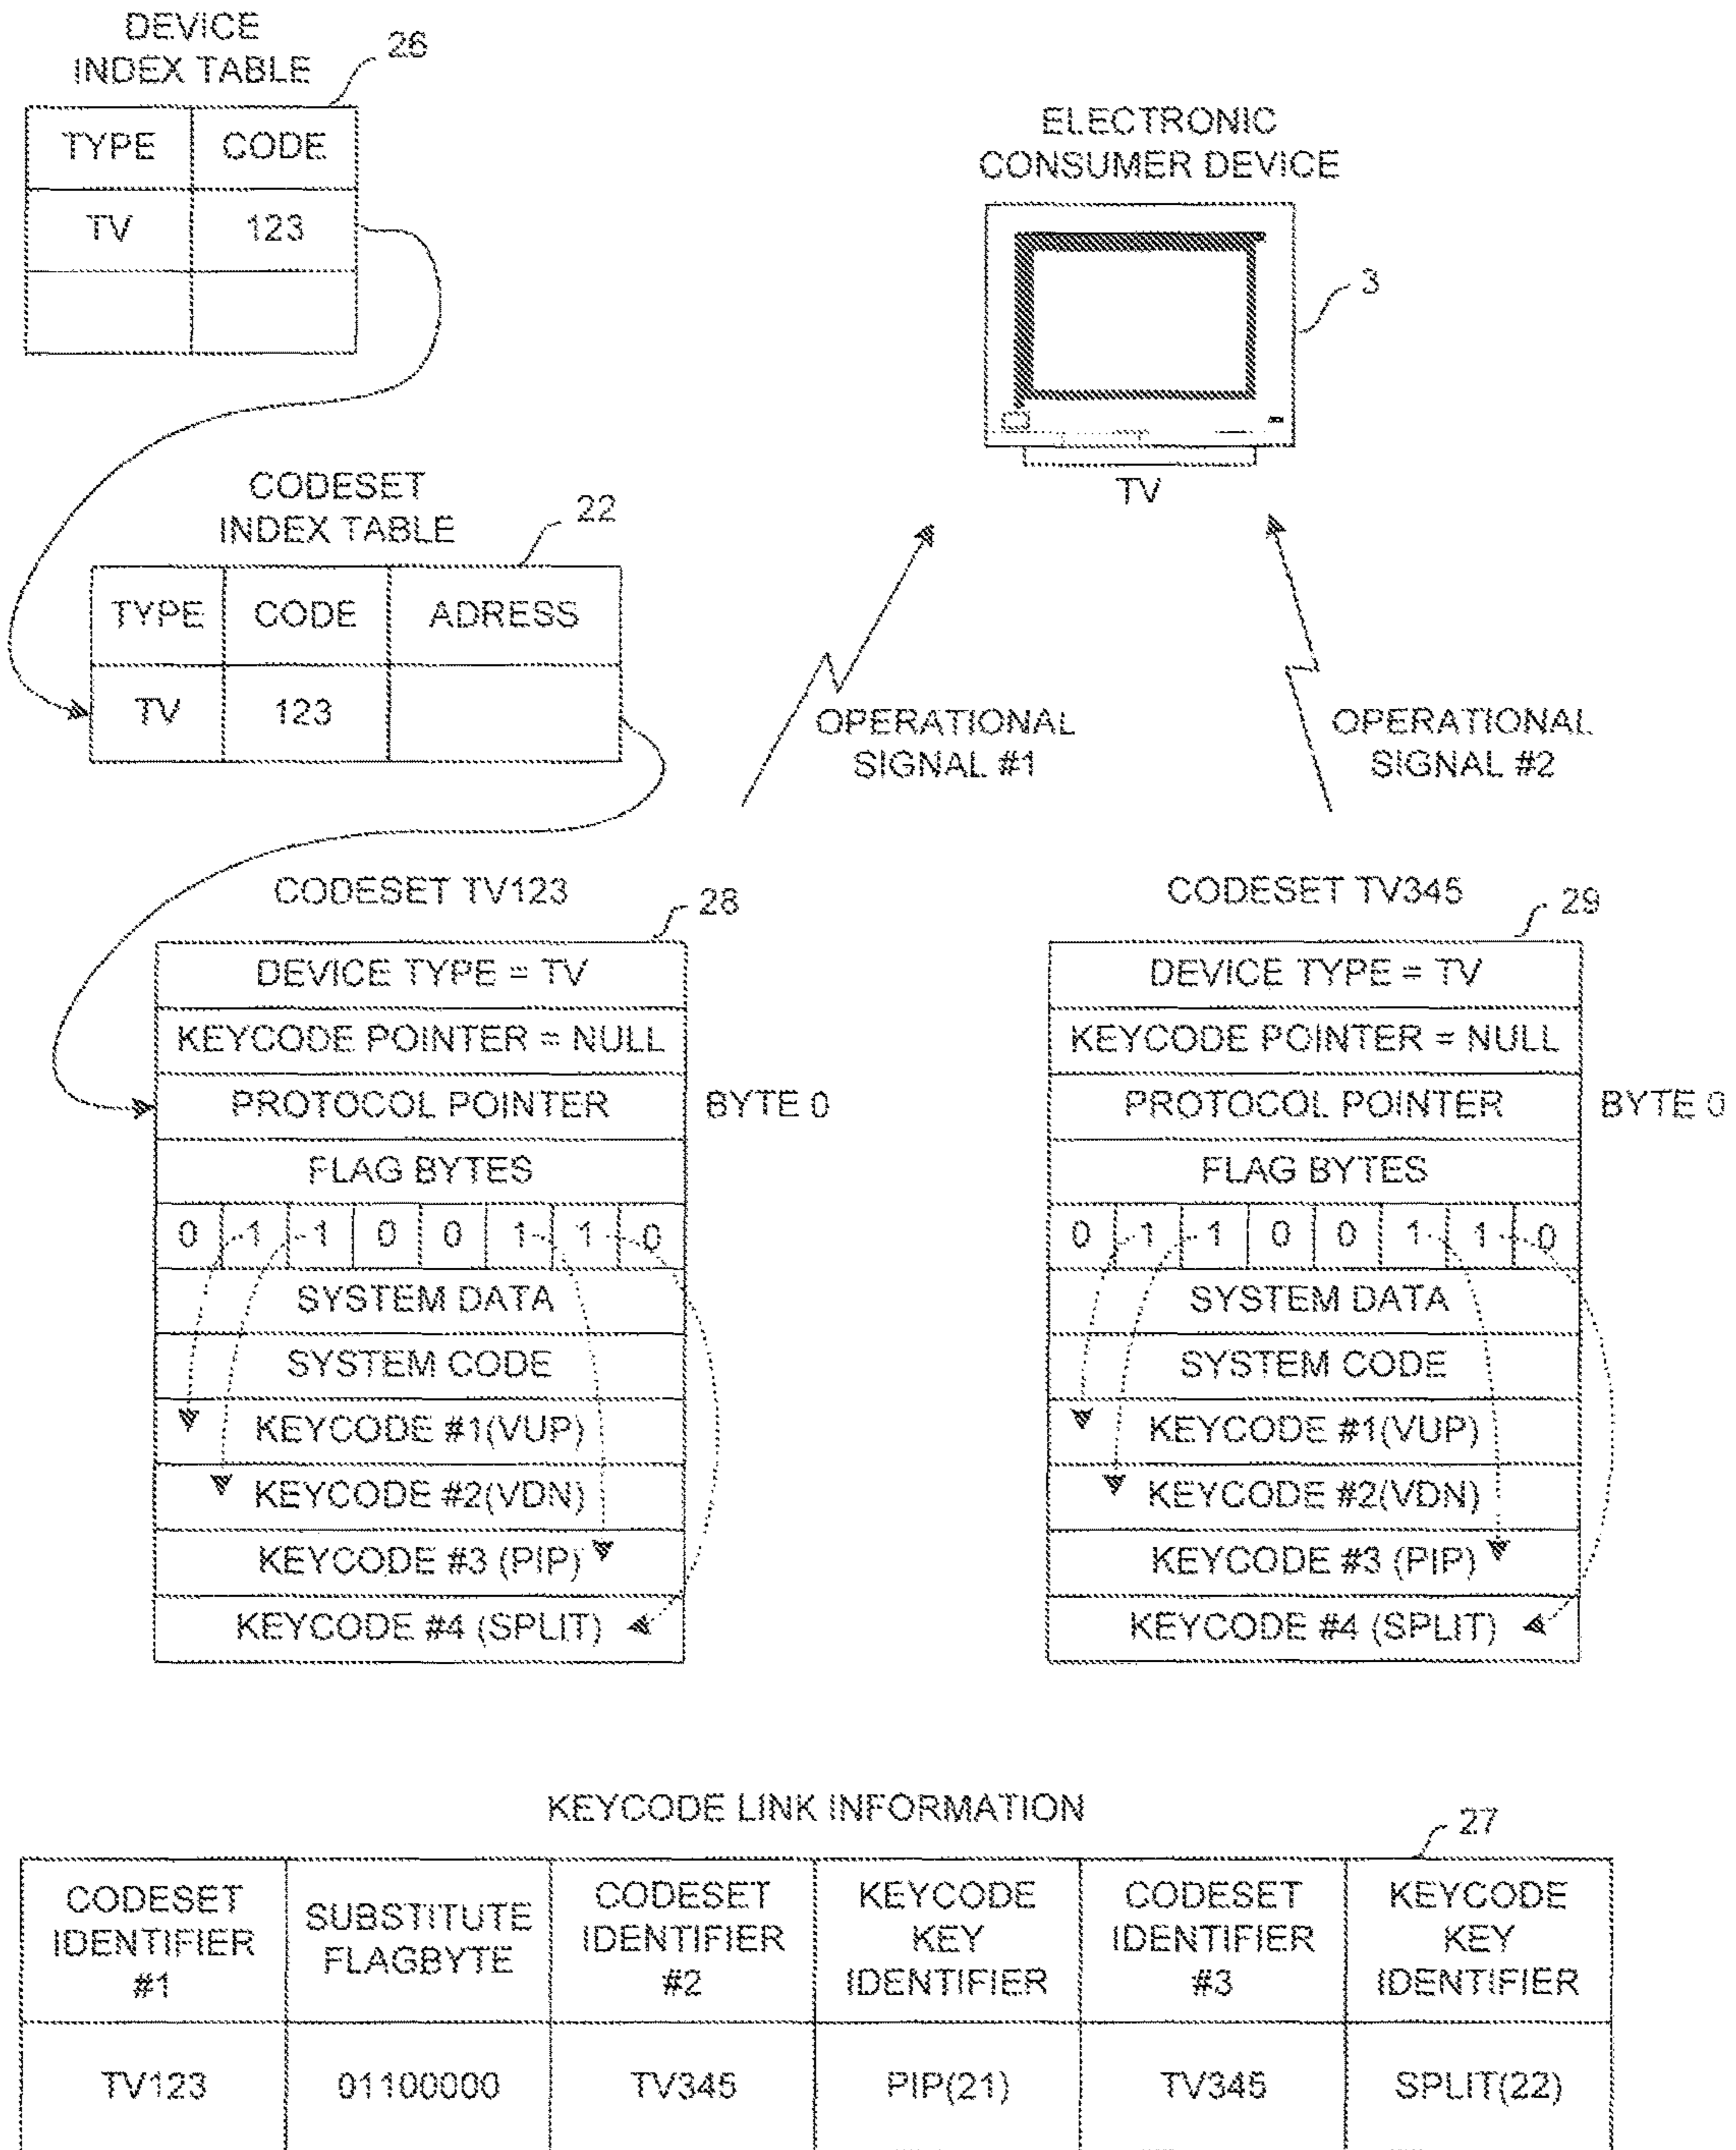 DEVICE
INDEX TABLE
26
TYPE CODE
TV 123
ELECTRONIC
CONSUMER DEVICE
3
TV
CODESET
INDEX TABLE
22
TYPE CODE ADRESS
TV 123
OPERATIONAL
SIGNAL #1
OPERATIONAL
SIGNAL #2
CODESET TV123
28
DEVICE TYPE = TV
KEYCODE POINTER = NULL
PROTOCOL POINTER
BYTE 0
FLAG BYTES
0 1 1 0 0 1 1 0
SYSTEM DATA
SYSTEM CODE
KEYCODE #1(VUP)
KEYCODE #2(VDN)
KEYCODE #3 (PIP)
KEYCODE #4 (SPLIT)
CODESET TV345
29
DEVICE TYPE = TV
KEYCODE POINTER = NULL
PROTOCOL POINTER
BYTE 0
FLAG BYTES
0 1 1 0 0 1 1 0
SYSTEM DATA
SYSTEM CODE
KEYCODE #1(VUP)
KEYCODE #2(VDN)
KEYCODE #3 (PIP)
KEYCODE #4 (SPLIT)
KEYCODE LINK INFORMATION
27
CODESET
IDENTIFIER
#1
SUBSTITUTE
FLAGBYTE
CODESET
IDENTIFIER
#2
KEYCODE
KEY
IDENTIFIER
CODESET
IDENTIFIER
#3
KEYCODE
KEY
IDENTIFIER
TV123 01100000 TV345 PIP(21) TV345 SPLIT(22)